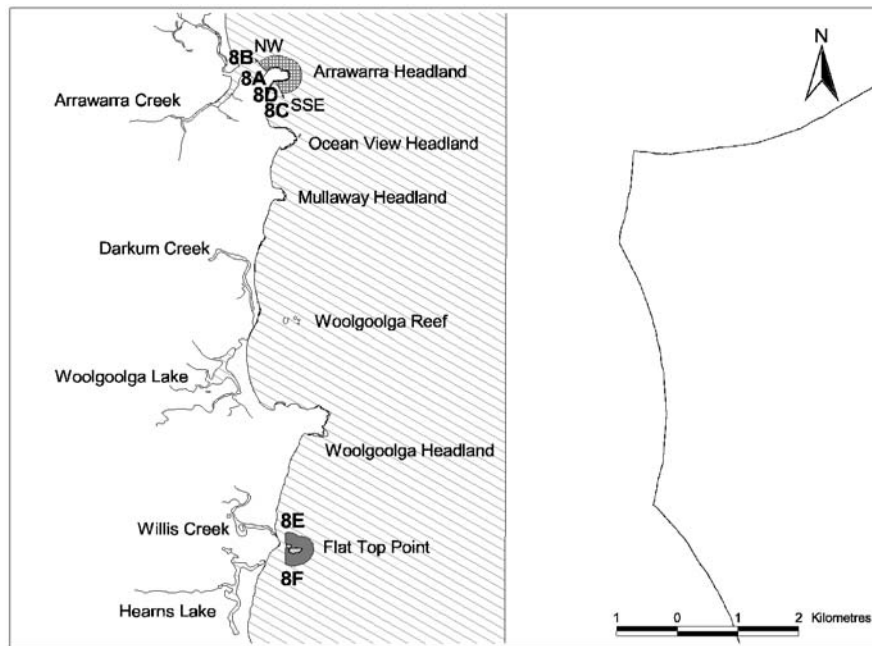 N
8B NW
8A
Arrawarra Headland
8D
Arrawarra Creek
8C SSE
Ocean View Headland
Mullaway Headland
Darkum Creek
Woolgoolga Reef
Woolgoolga Lake
Woolgoolga Headland
8E
Willis Creek
Flat Top Point
8F
Hearns Lake
1 0 1 2 Kilometres